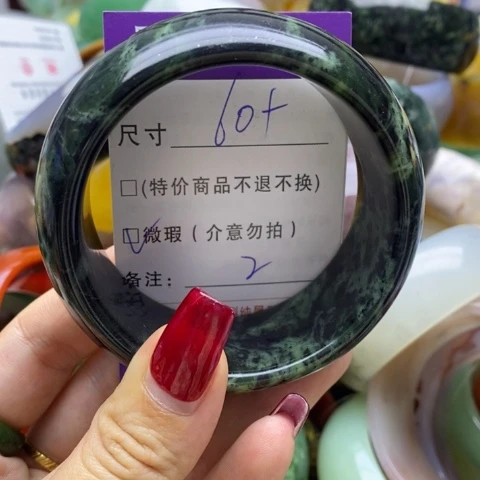 尺寸 60+
□(特价商品不退不换)
☑微瑕(介意勿拍)
备注: 2